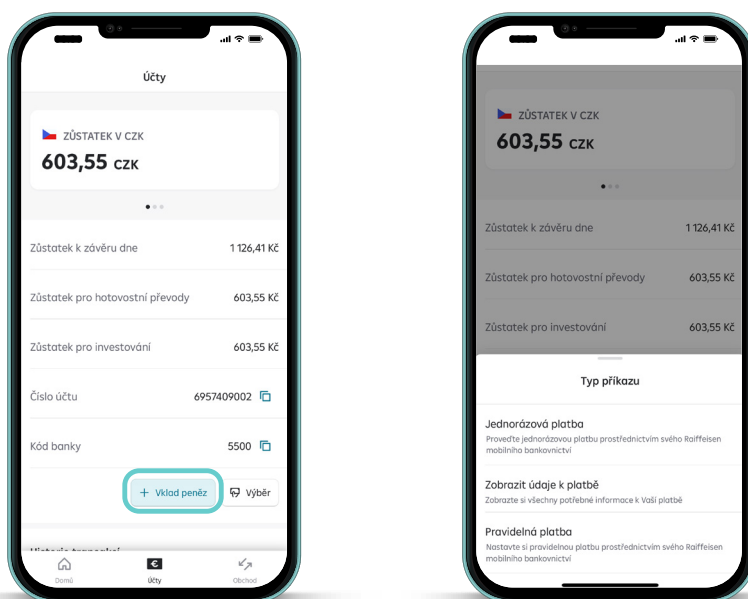 Účty
ZŮSTATEK V CZK
603,55 CZK
Zůstatek k závěru dne 1 126,41 Kč
Zůstatek pro hotovostní převody 603,55 Kč
Zůstatek pro investování 603,55 Kč
Číslo účtu 6957409002
Kód banky 5500
+ Vklad peněz Výběr
Historie transakcí
Domů Účty Obchod
ZŮSTATEK V CZK
603,55 CZK
Zůstatek k závěru dne 1 126,41 Kč
Zůstatek pro hotovostní převody 603,55 Kč
Zůstatek pro investování 603,55 Kč
Typ příkazu
Jednorázová platba
Proveďte jednorázovou platbu prostřednictvím svého Raiffeisen
mobilního bankovnictví
Zobrazit údaje k platbě
Zobrazte si všechny potřebné informace k Vaší platbě
Pravidelná platba
Nastavte si pravidelnou platbu prostřednictvím svého Raiffeisen
mobilního bankovnictví